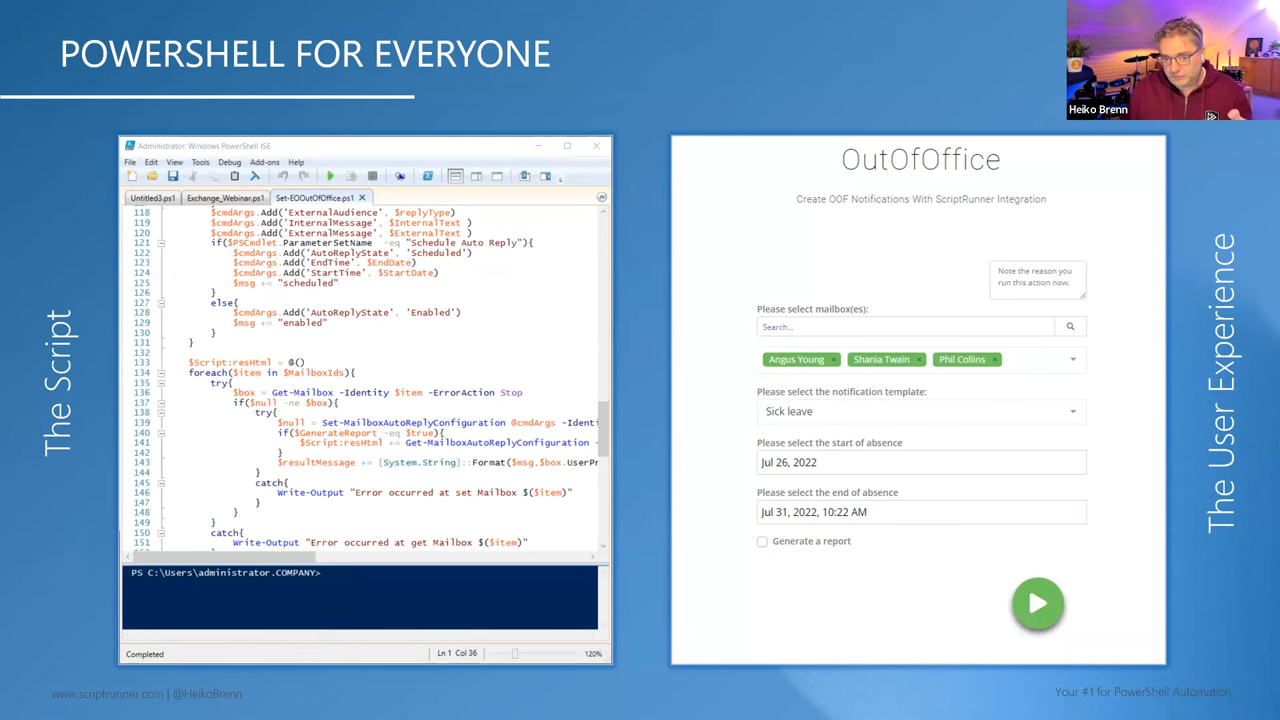 POWERSHELL FOR EVERYONE
Heiko Brenn
The Script
Administrator: Windows PowerShell ISE
File Edit View Tools Debug Add-ons Help
Untitled3.ps1 Exchange_Webinar.ps1 Set-EOOutOfOffice.ps1 X
118 $cmdArgs.Add('ExternalAudience', $replyType)
119 $cmdArgs.Add('InternalMessage', $InternalText )
120 $cmdArgs.Add('ExternalMessage', $ExternalText )
121 if($PSCmdlet.ParameterSetName -eq "Schedule Auto Reply"){
122 $cmdArgs.Add('AutoReplyState', 'Scheduled')
123 $cmdArgs.Add('EndTime', $EndDate)
124 $cmdArgs.Add('StartTime', $StartDate)
125 $msg += "scheduled"
126 }
127 else{
128 $cmdArgs.Add('AutoReplyState', 'Enabled')
129 $msg += "enabled"
130 }
131 }
132
133 $Script:resHtml = @()
134 foreach($item in $MailboxIds){
135 try{
136 $box = Get-Mailbox -Identity $item -ErrorAction Stop
137 if($null -ne $box){
138 try{
139 $null = Set-MailboxAutoReplyConfiguration @cmdArgs -Identi
140 if($GenerateReport -eq $true){
141 $Script:resHtml += Get-MailboxAutoReplyConfiguration -
142 }
143 $resultMessage += [System.String]::Format($msg,$box.UserPr
144 }
145 catch{
146 Write-Output "Error occurred at set Mailbox $($item)"
147 }
148 }
149 }
150 catch{
151 Write-Output "Error occurred at get Mailbox $($item)"
PS C:\Users\administrator.COMPANY>
Completed Ln 1 Col 36 120%
OutOfOffice
Create OOF Notifications With ScriptRunner Integration
Note the reason you
run this action now.
Please select mailbox(es):
Search...
Angus Young × Shania Twain × Phil Collins ×
Please select the notification template:
Sick leave
Please select the start of absence
Jul 26, 2022
Please select the end of absence
Jul 31, 2022, 10:22 AM
Generate a report
The User Experience
www.scriptrunner.com | @HeikoBrenn
Your #1 for PowerShell Automation